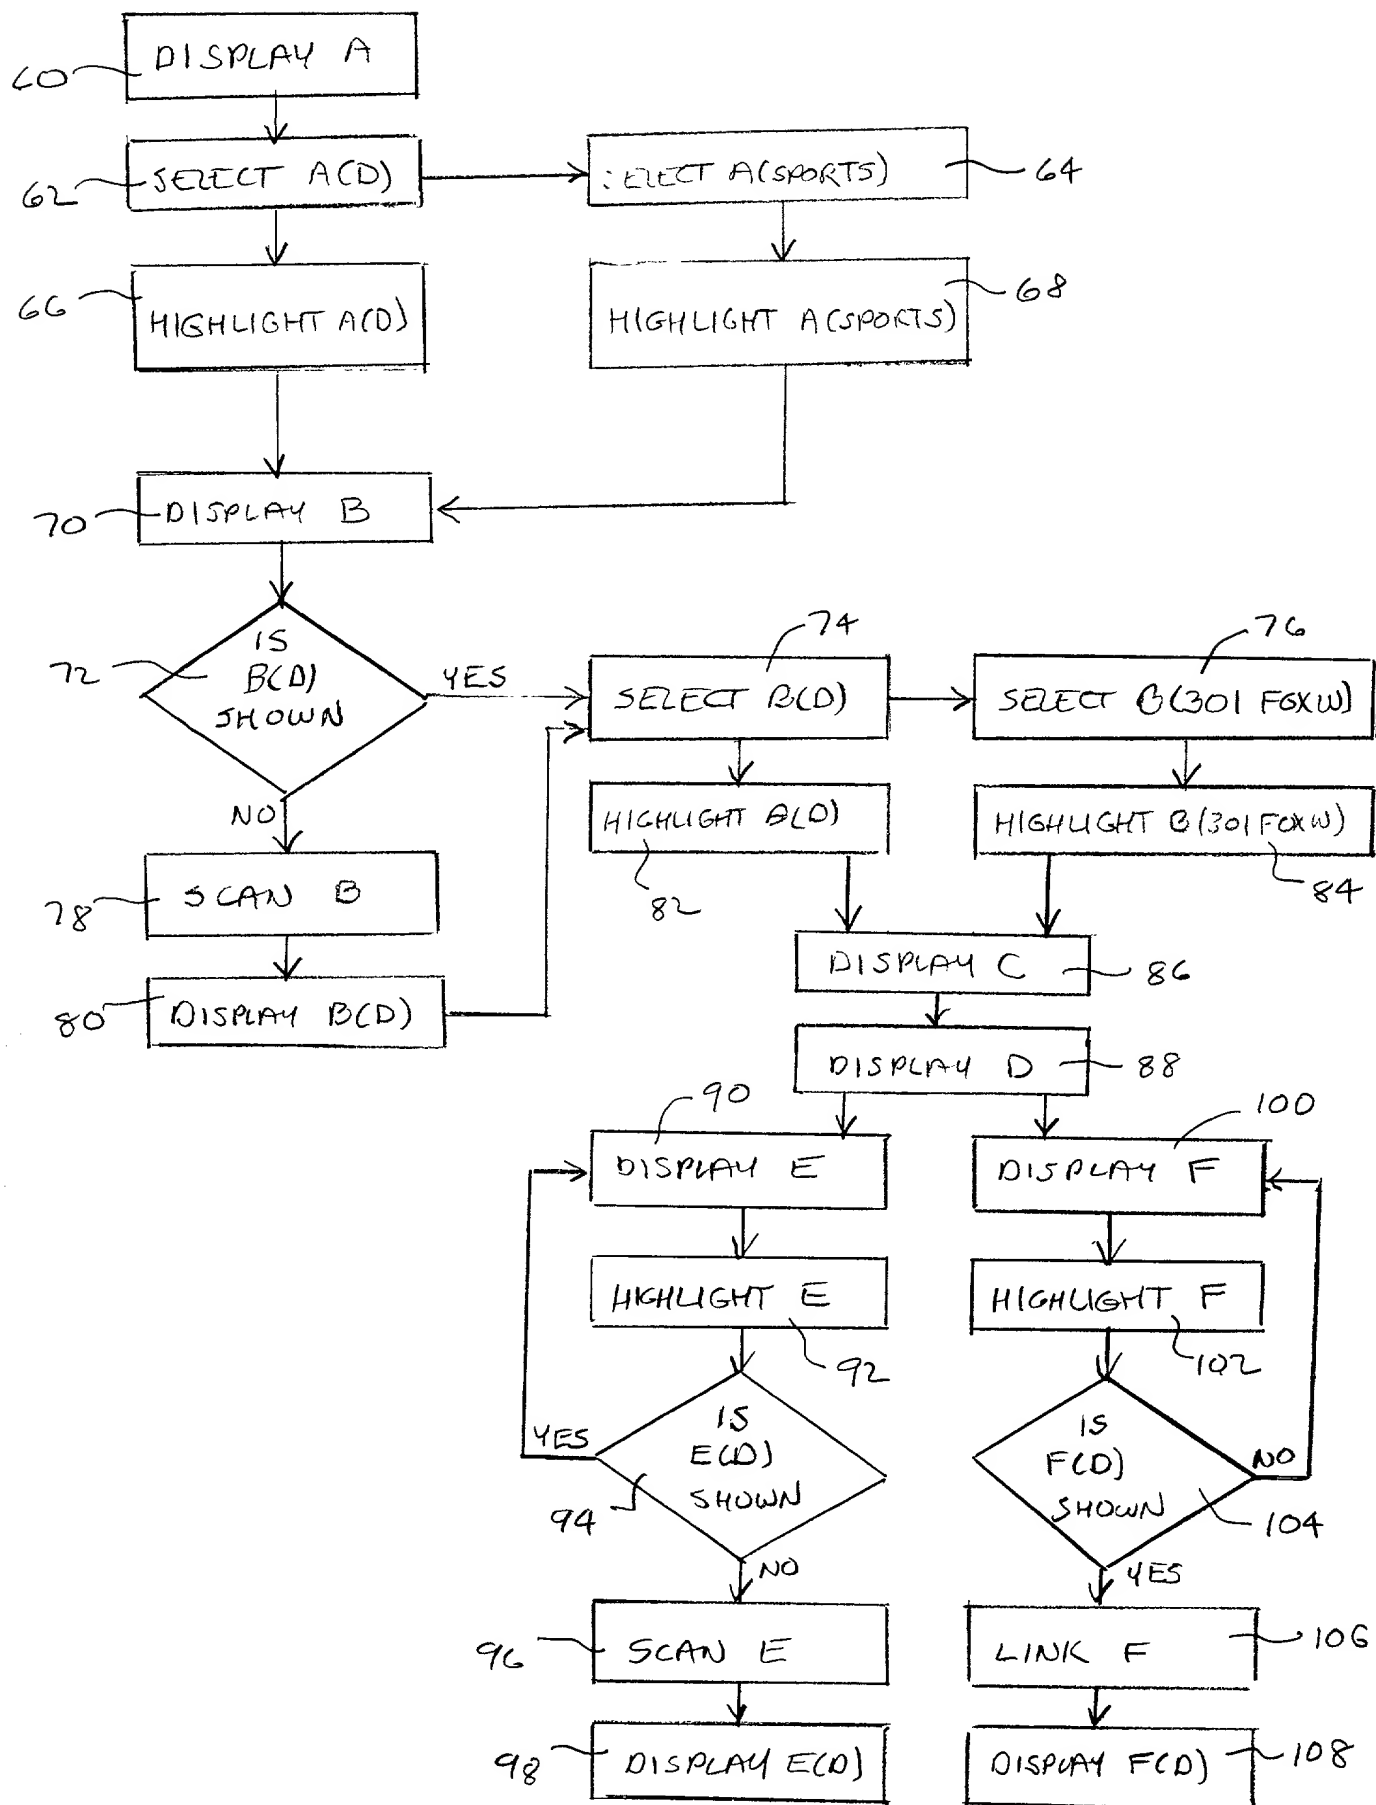 DISPLAY A
60
SELECT A(D)
62
:ELECT A(SPORTS)
64
HIGHLIGHT A(D)
66
HIGHLIGHT A(SPORTS)
68
DISPLAY B
70
IS
B(D)
SHOWN
72
YES
NO
SELECT B(D)
74
SELECT B(301 FGXW)
76
SCAN B
78
DISPLAY B(D)
80
HIGHLIGHT B(D)
82
HIGHLIGHT B(301 FGXW)
84
DISPLAY C
86
DISPLAY D
88
DISPLAY E
90
HIGHLIGHT E
92
IS
E(D)
SHOWN
94
YES
NO
SCAN E
96
DISPLAY E(D)
98
DISPLAY F
100
HIGHLIGHT F
102
IS
F(D)
SHOWN
104
NO
YES
LINK F
106
DISPLAY F(D)
108